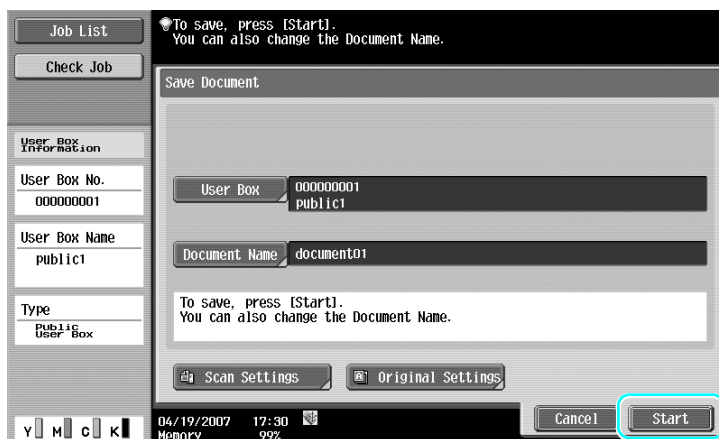 Job List
Check Job
User Box
Information
User Box No.
000000001
User Box Name
public1
Type
Public
User Box
Y M C K
To save, press [Start].
You can also change the Document Name.
Save Document
User Box
000000001
public1
Document Name
document01
To save, press [Start].
You can also change the Document Name.
Scan Settings
Original Settings
04/19/2007 17:30
Memory 99%
Cancel
Start